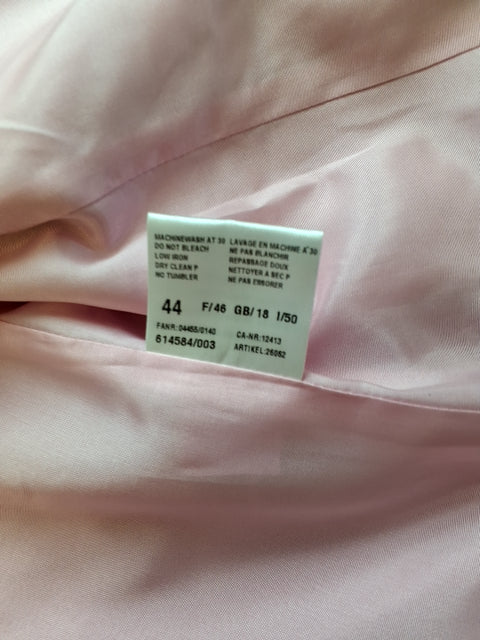 MACHINEWASH AT 30
DO NOT BLEACH
LOW IRON
DRY CLEAN P
NO TUMBLER
LAVAGE EN MACHINE A 30
NE PAS BLANCHIR
REPASSAGE DOUX
NETTOYER A SEC P
NE PAS ESSORER
44 F/46 GB/18 I/50
FANR:04455/0140
614584/003
CA-NR:12413
ARTIKEL:26062